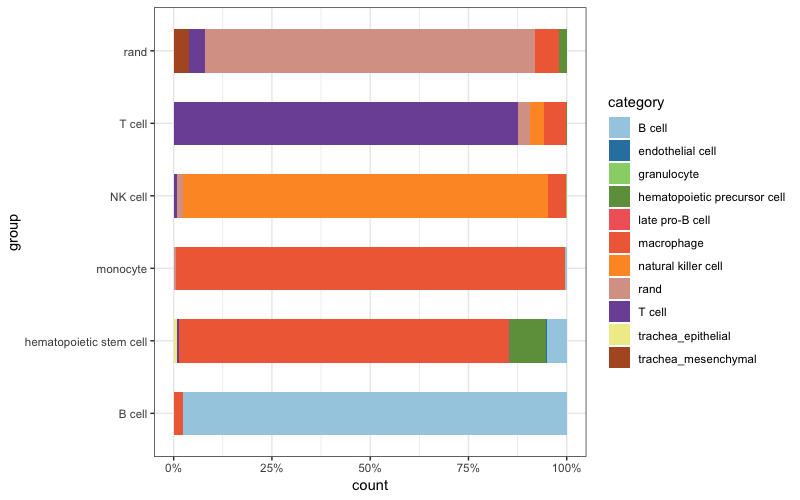 rand
T cell
NK cell
monocyte
hematopoietic stem cell
B cell
group
0%
25%
50%
75%
100%
count
category
B cell
endothelial cell
granulocyte
hematopoietic precursor cell
late pro-B cell
macrophage
natural killer cell
rand
T cell
trachea_epithelial
trachea_mesenchymal